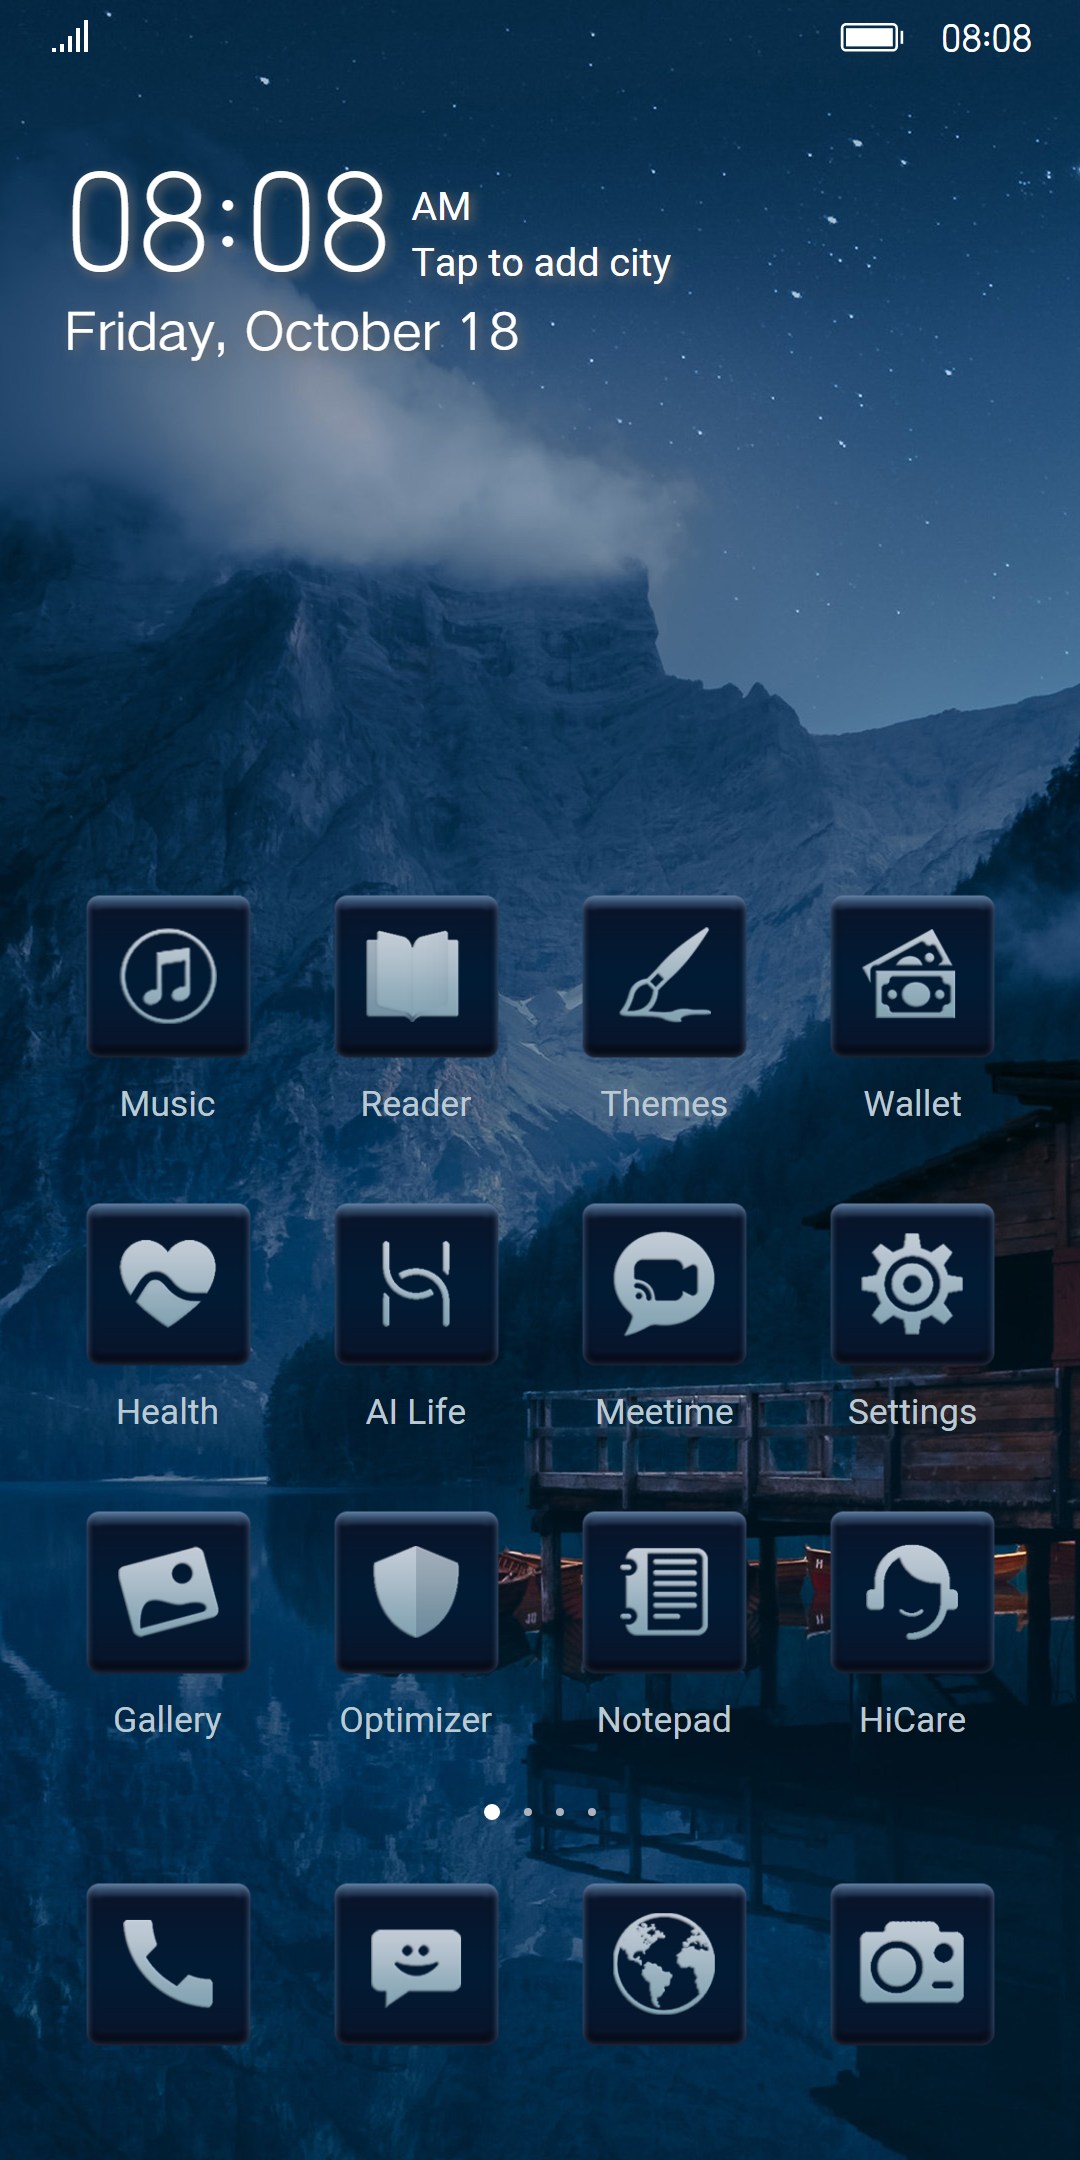 08:08
08:08 AM
Tap to add city
Friday, October 18
Music Reader Themes Wallet
Health AI Life Meetime Settings
Gallery Optimizer Notepad HiCare